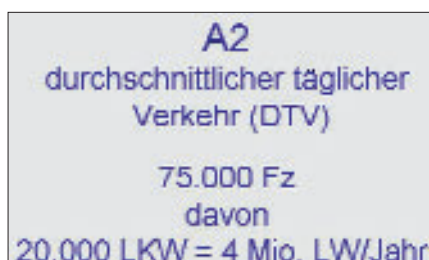 A2
durchschnittlicher täglicher
Verkehr (DTV)
75.000 Fz
davon
20.000 LKW = 4 Mio. LW/Jahr